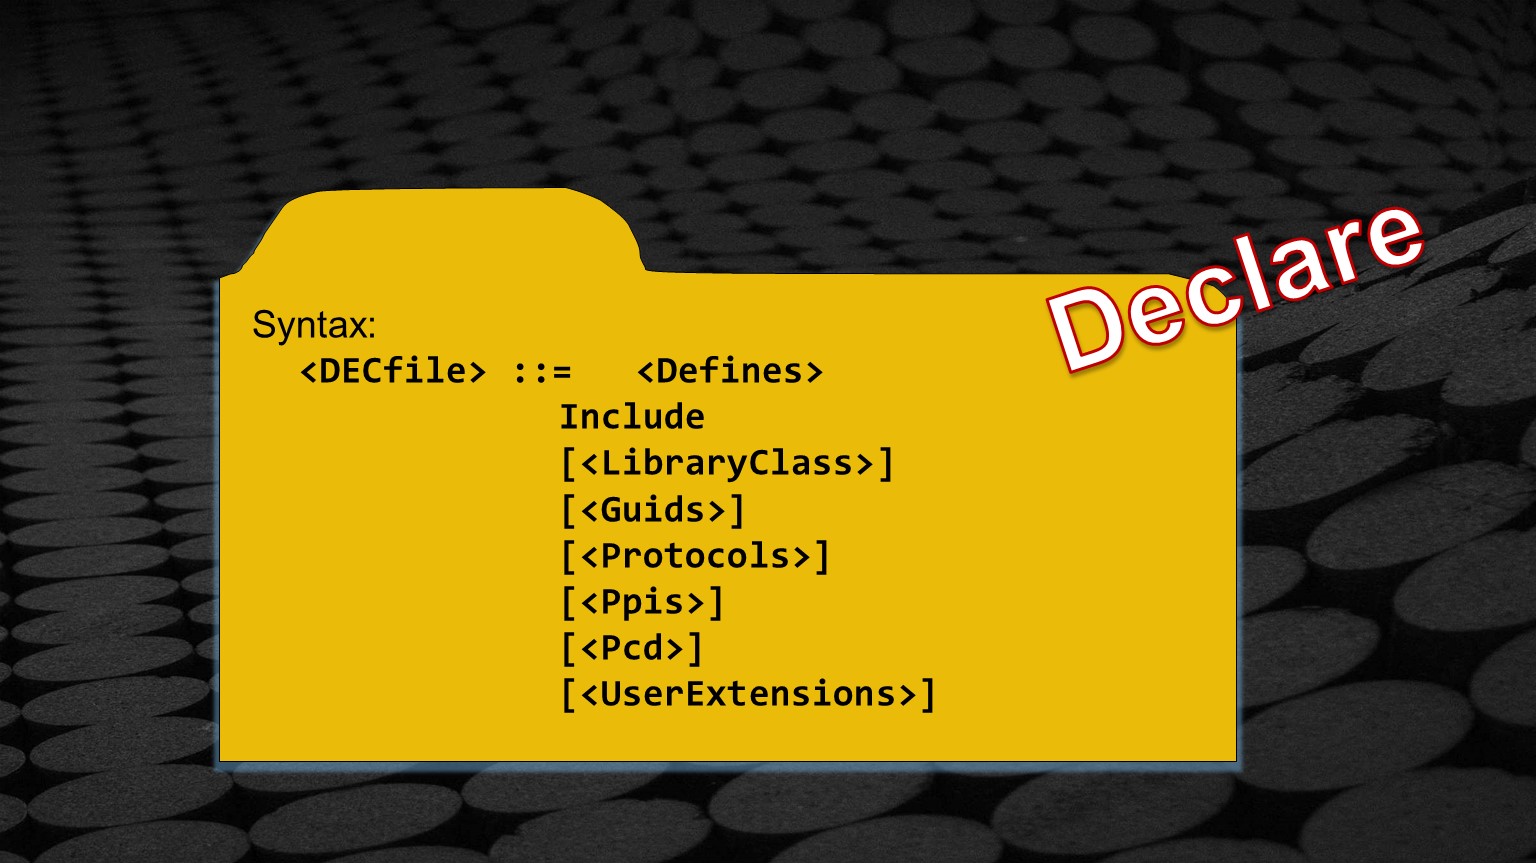 Declare
Syntax:
<DECfile> ::= <Defines>
Include
[<LibraryClass>]
[<Guids>]
[<Protocols>]
[<Ppis>]
[<Pcd>]
[<UserExtensions>]